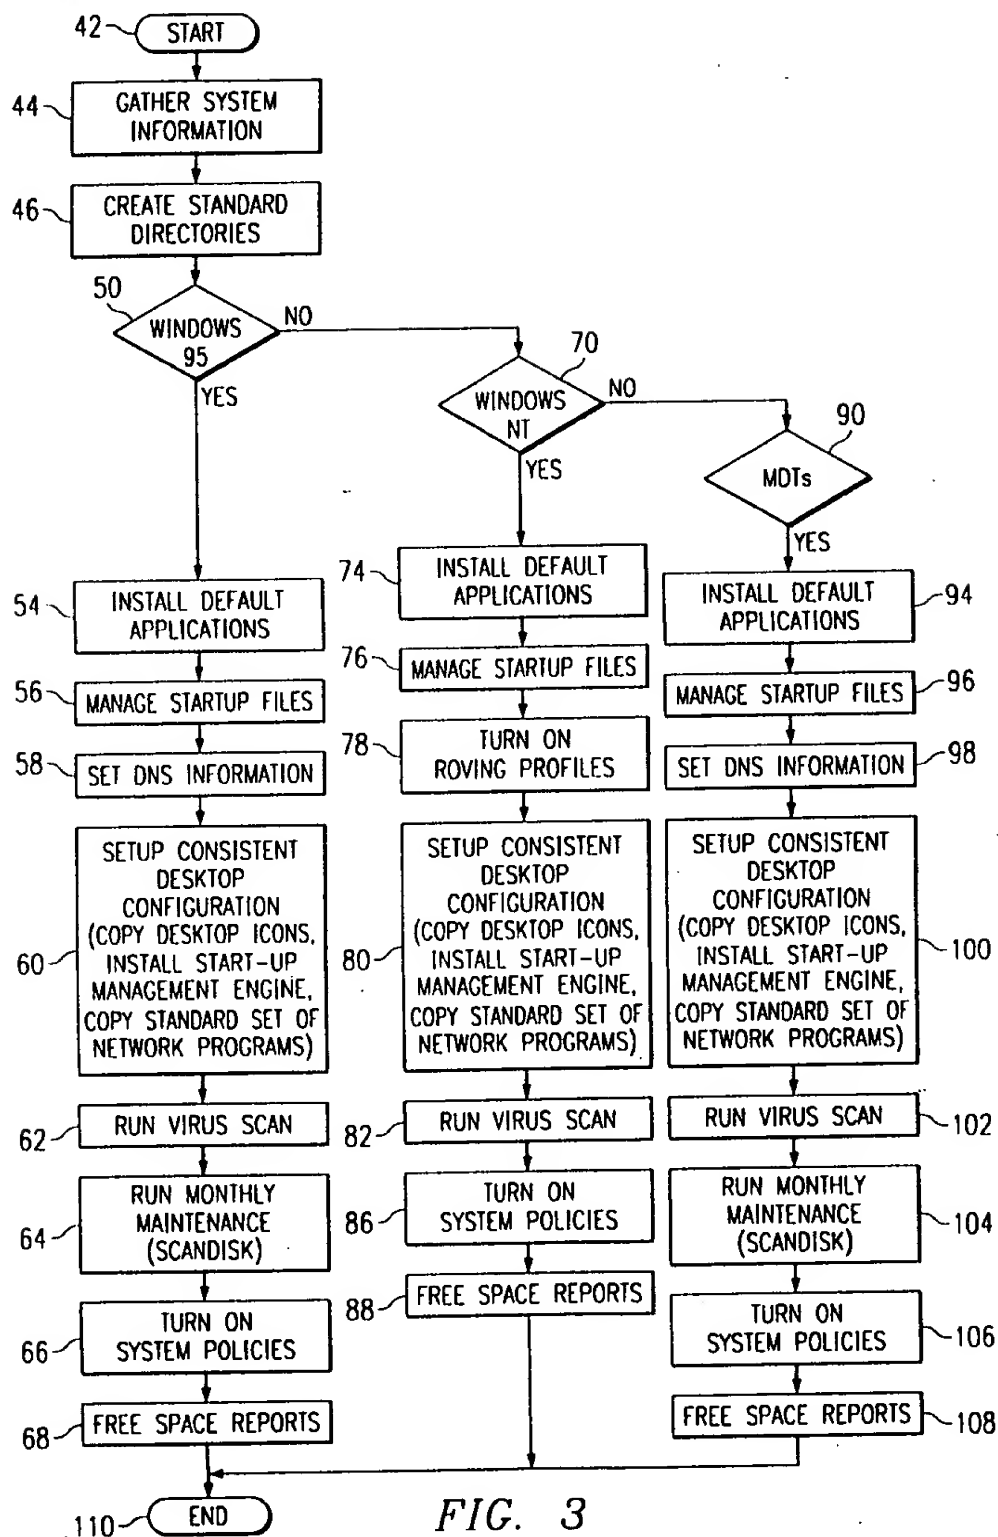 42
START
44
GATHER SYSTEM
INFORMATION
46
CREATE STANDARD
DIRECTORIES
50
WINDOWS
95
NO
YES
70
WINDOWS
NT
NO
YES
90
MDTs
YES
54
INSTALL DEFAULT
APPLICATIONS
56
MANAGE STARTUP FILES
58
SET DNS INFORMATION
60
SETUP CONSISTENT
DESKTOP
CONFIGURATION
(COPY DESKTOP ICONS,
INSTALL START-UP
MANAGEMENT ENGINE,
COPY STANDARD SET OF
NETWORK PROGRAMS)
62
RUN VIRUS SCAN
64
RUN MONTHLY
MAINTENANCE
(SCANDISK)
66
TURN ON
SYSTEM POLICIES
68
FREE SPACE REPORTS
74
INSTALL DEFAULT
APPLICATIONS
76
MANAGE STARTUP FILES
78
TURN ON
ROVING PROFILES
80
SETUP CONSISTENT
DESKTOP
CONFIGURATION
(COPY DESKTOP ICONS,
INSTALL START-UP
MANAGEMENT ENGINE,
COPY STANDARD SET OF
NETWORK PROGRAMS)
82
RUN VIRUS SCAN
86
TURN ON
SYSTEM POLICIES
88
FREE SPACE REPORTS
94
INSTALL DEFAULT
APPLICATIONS
96
MANAGE STARTUP FILES
98
SET DNS INFORMATION
100
SETUP CONSISTENT
DESKTOP
CONFIGURATION
(COPY DESKTOP ICONS,
INSTALL START-UP
MANAGEMENT ENGINE,
COPY STANDARD SET OF
NETWORK PROGRAMS)
102
RUN VIRUS SCAN
104
RUN MONTHLY
MAINTENANCE
(SCANDISK)
106
TURN ON
SYSTEM POLICIES
108
FREE SPACE REPORTS
110
END
FIG. 3